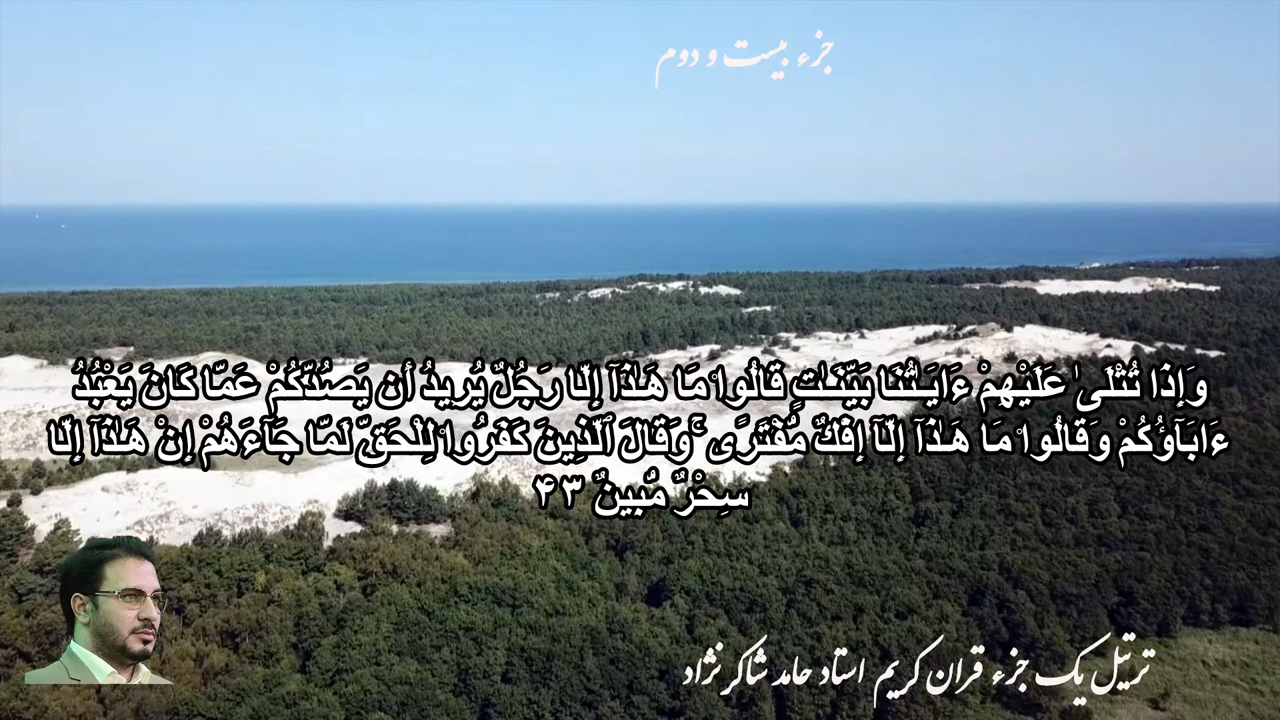 جزء بیست و دوم
وَإِذَا تُتْلَىٰ عَلَيْهِمْ ءَايَـٰتُنَا بَيِّنَـٰتٍ قَالُوا۟ مَا هَـٰذَآ إِلَّا رَجُلٌ يُرِيدُ أَن يَصُدَّكُمْ عَمَّا كَانَ يَعْبُدُ
ءَابَآؤُكُمْ وَقَالُوا۟ مَا هَـٰذَآ إِلَّآ إِفْكٌ مُّفْتَرًى ۚ وَقَالَ ٱلَّذِينَ كَفَرُوا۟ لِلْحَقِّ لَمَّا جَآءَهُمْ إِنْ هَـٰذَآ إِلَّا
سِحْرٌ مُّبِينٌ ۴۳
ترتیل یک جزء قران کریم استاد حامد شاکرنژاد